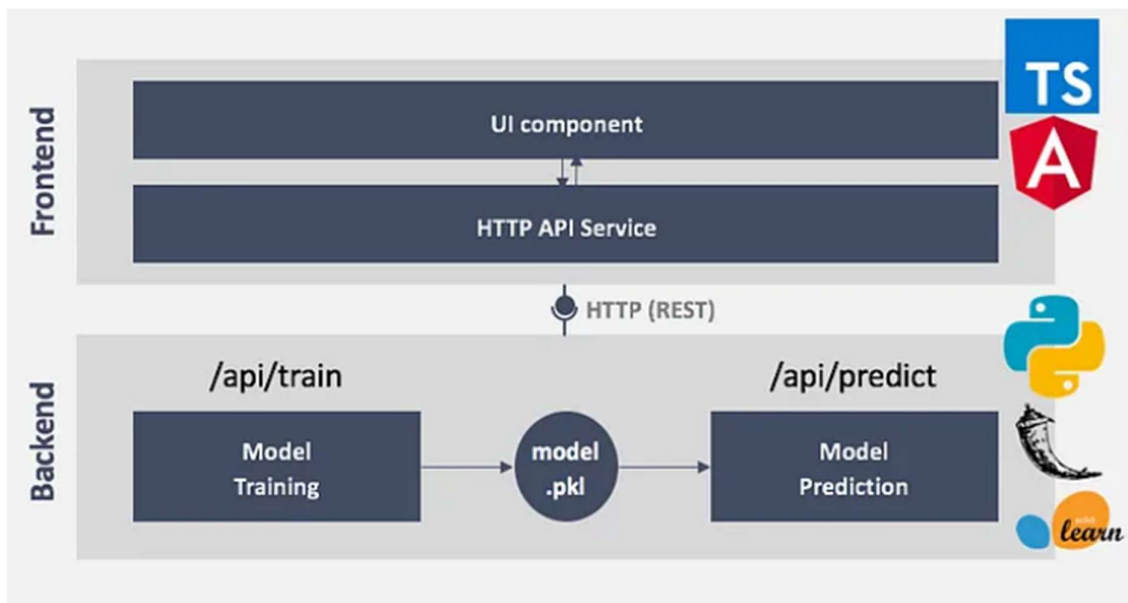 Frontend
UI component
TS
A
HTTP API Service
HTTP (REST)
Backend
/api/train
/api/predict
Model
Training
model
.pkl
Model
Prediction
learn